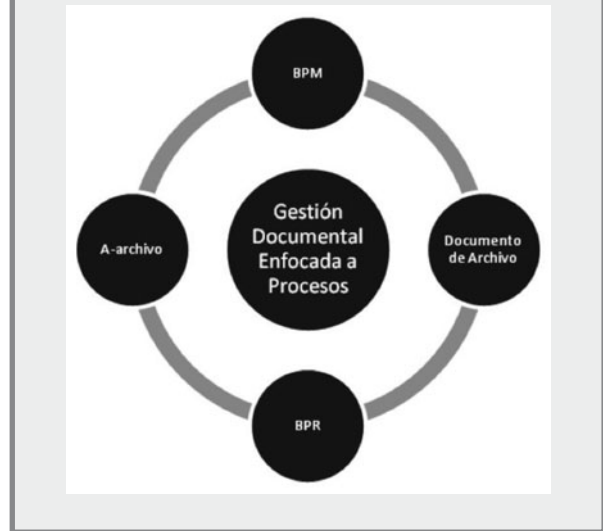 BPM
Gestión
Documental
Enfocada a
Procesos
A-archivo
Documento
de Archivo
BPR